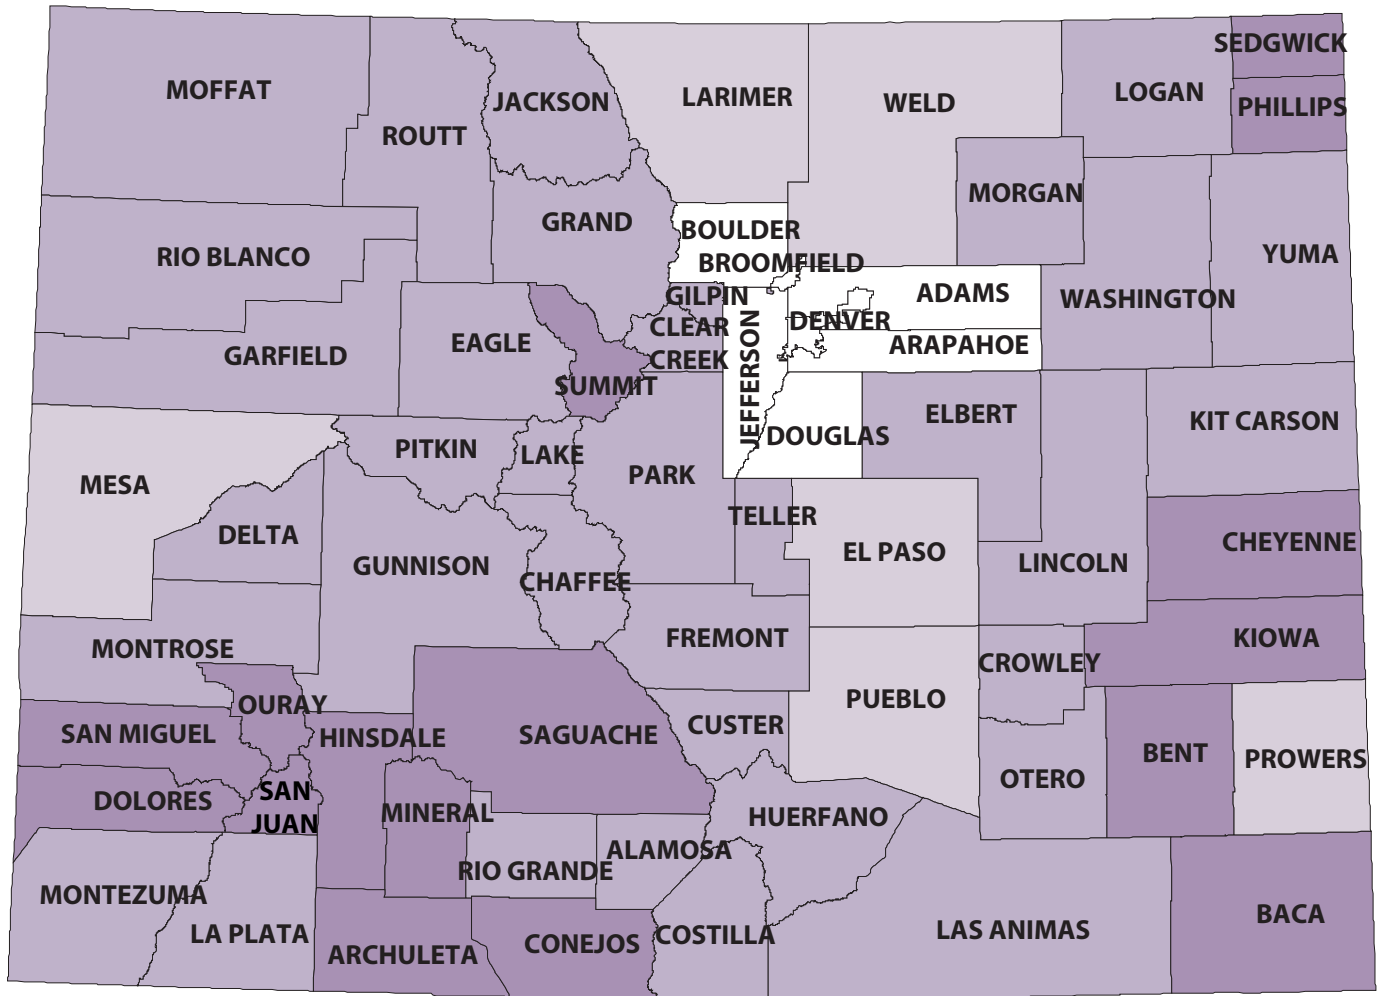 SEDGWICK
MOFFAT
JACKSON
LARIMER
WELD
LOGAN
PHILLIPS
ROUTT
MORGAN
GRAND
BOULDER
YUMA
RIO BLANCO
BROOMFIELD
GILPIN
ADAMS
WASHINGTON
CLEAR
CREEK
DENVER
EAGLE
GARFIELD
ARAPAHOE
JEFFERSON
SUMMIT
ELBERT
KIT CARSON
DOUGLAS
PITKIN
LAKE
PARK
MESA
TELLER
DELTA
EL PASO
CHEYENNE
GUNNISON
LINCOLN
CHAFFEE
FREMONT
KIOWA
MONTROSE
CROWLEY
PUEBLO
OURAY
CUSTER
SAN MIGUEL
HINSDALE
SAGUACHE
BENT
PROWERS
OTERO
SAN
JUAN
DOLORES
MINERAL
HUERFANO
ALAMOSA
RIO GRANDE
MONTEZUMA
BACA
LA PLATA
COSTILLA
LAS ANIMAS
CONEJOS
ARCHULETA